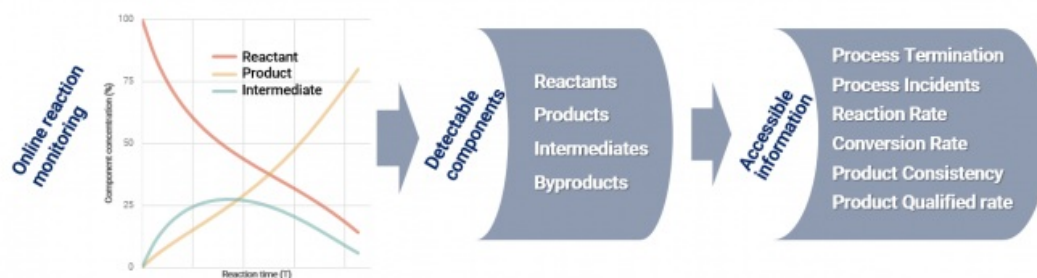 Online reaction
monitoring
Component concentration (%)
100
75
50
25
0
Reactant
Product
Intermediate
Reaction time (T)
Detectable
components
Reactants
Products
Intermediates
Byproducts
Accessible
information
Process Termination
Process Incidents
Reaction Rate
Conversion Rate
Product Consistency
Product Qualified rate